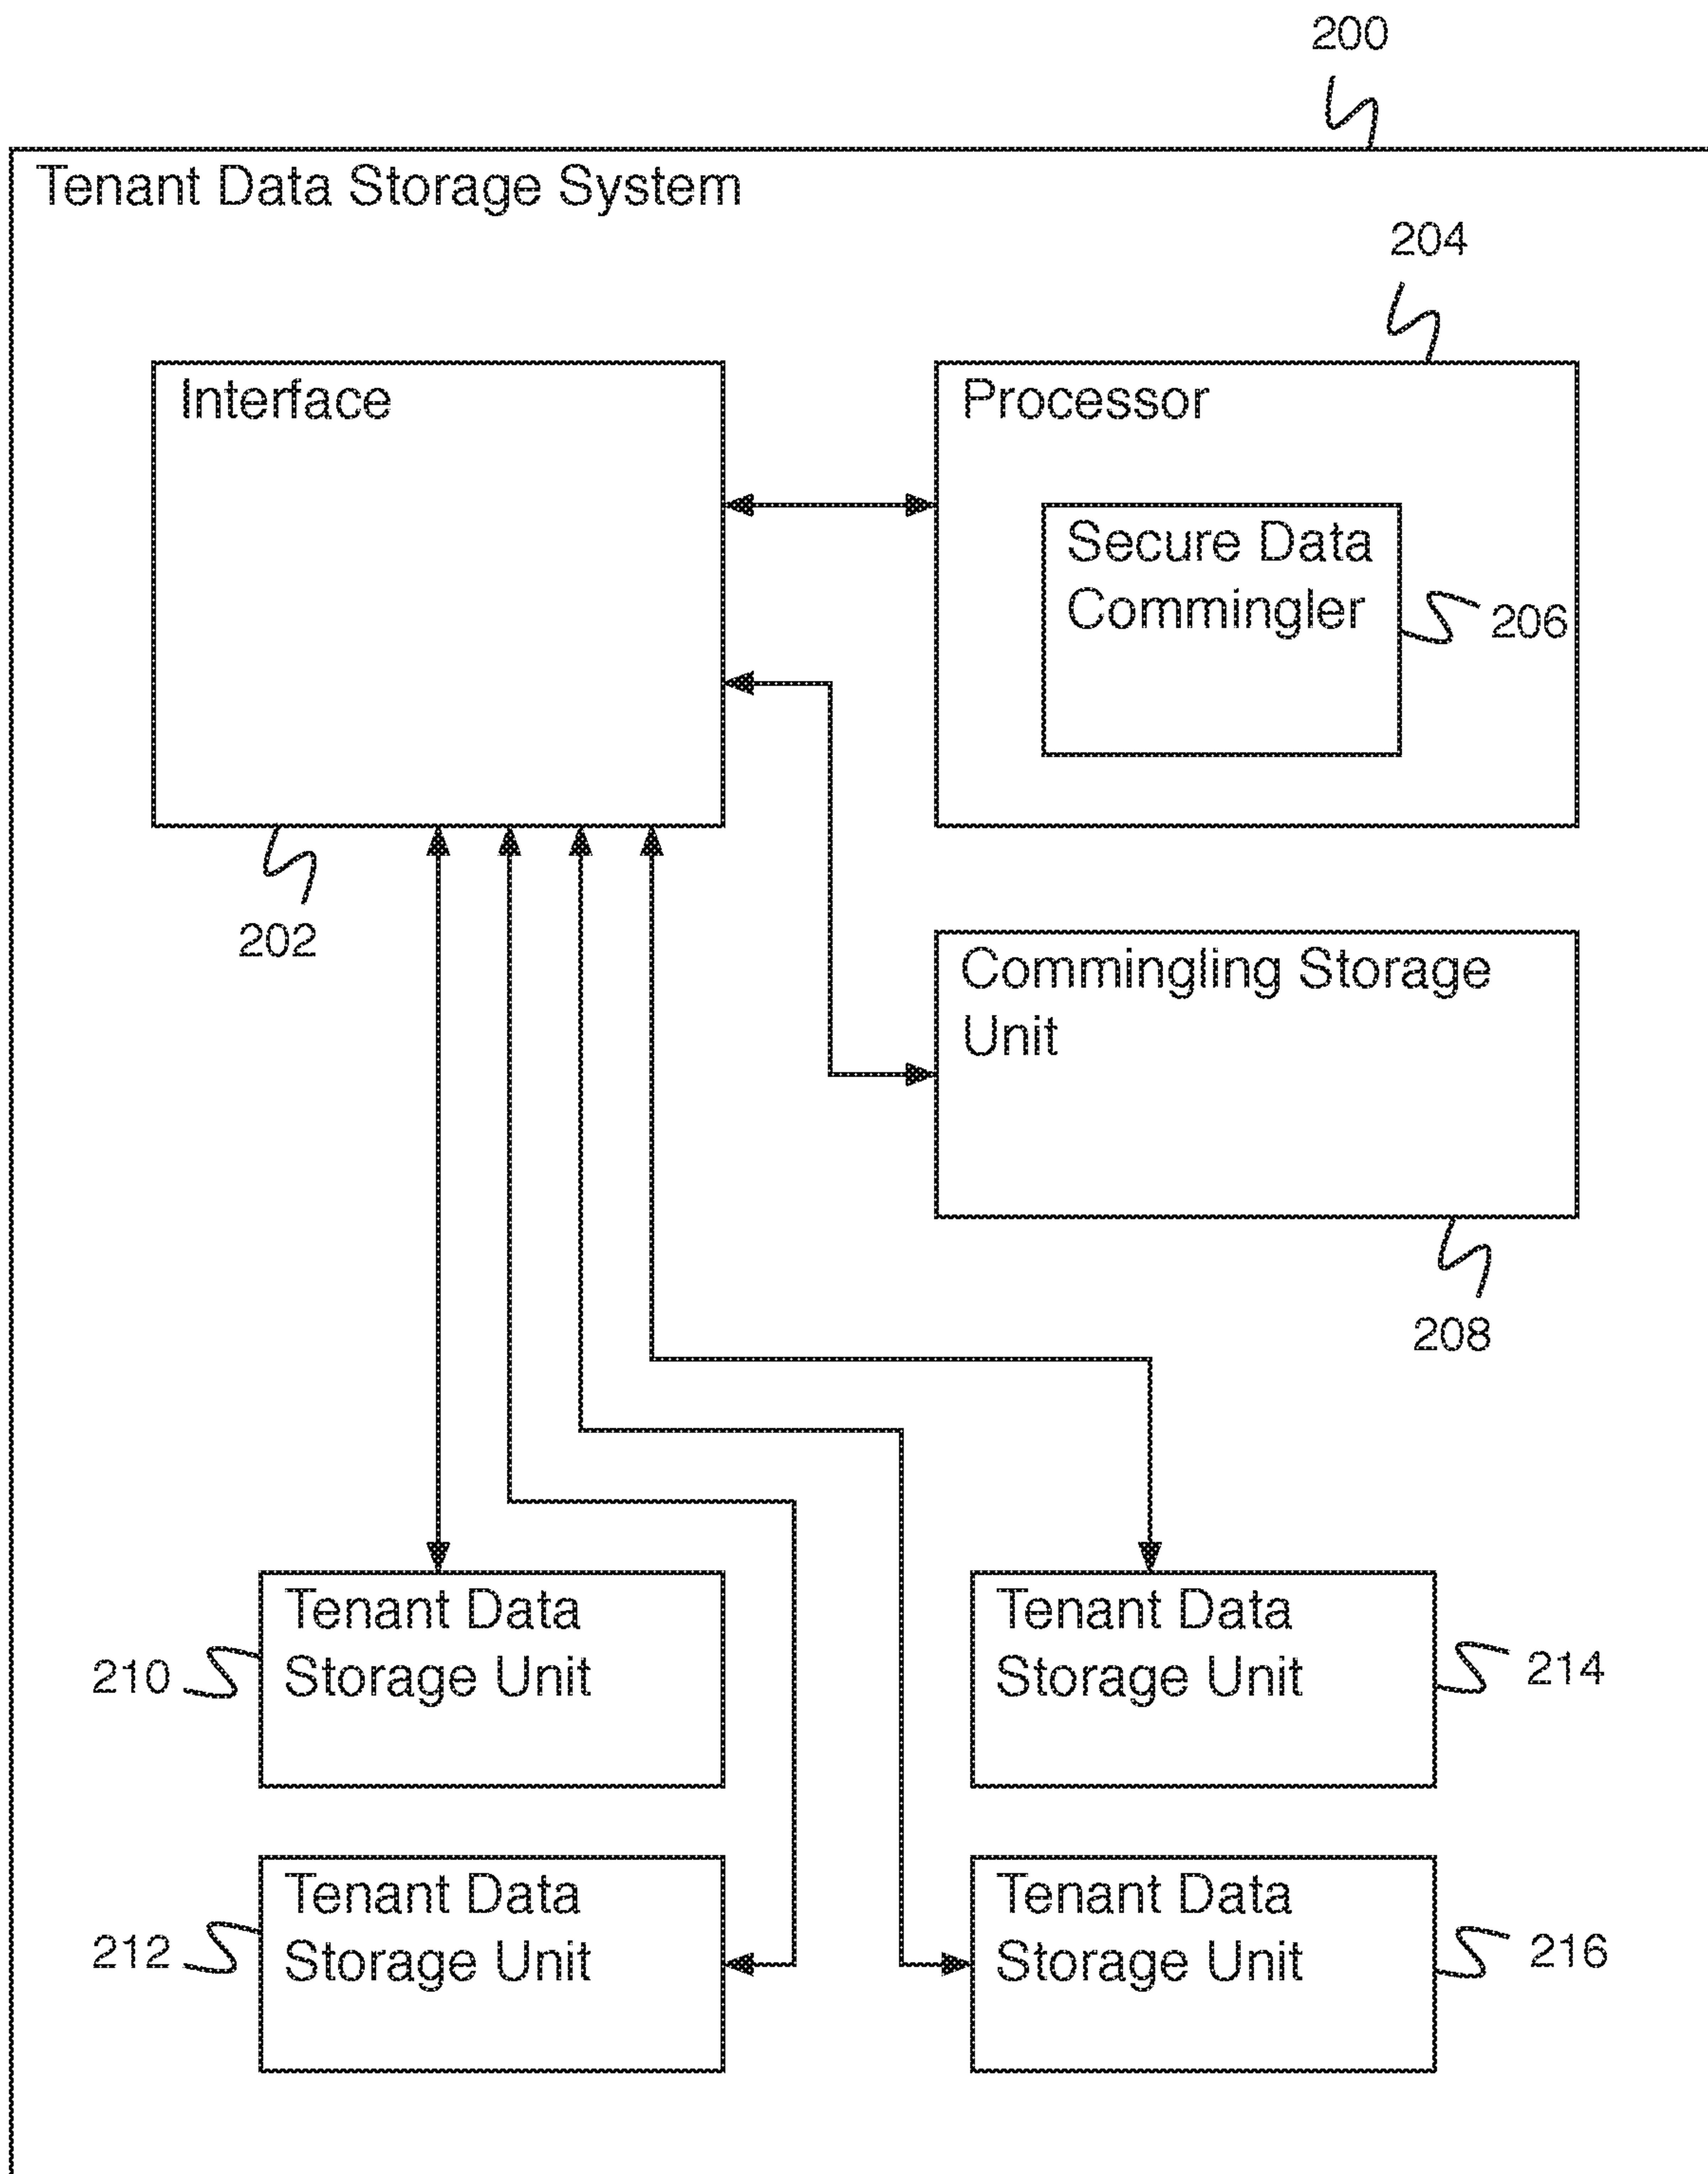 200
Tenant Data Storage System
204
Interface
Processor
Secure Data
Commingler
206
202
Commingling Storage
Unit
208
Tenant Data
Storage Unit
210
Tenant Data
Storage Unit
214
Tenant Data
Storage Unit
212
Tenant Data
Storage Unit
216